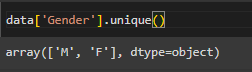 data['Gender'].unique()
array(['M', 'F'], dtype=object)